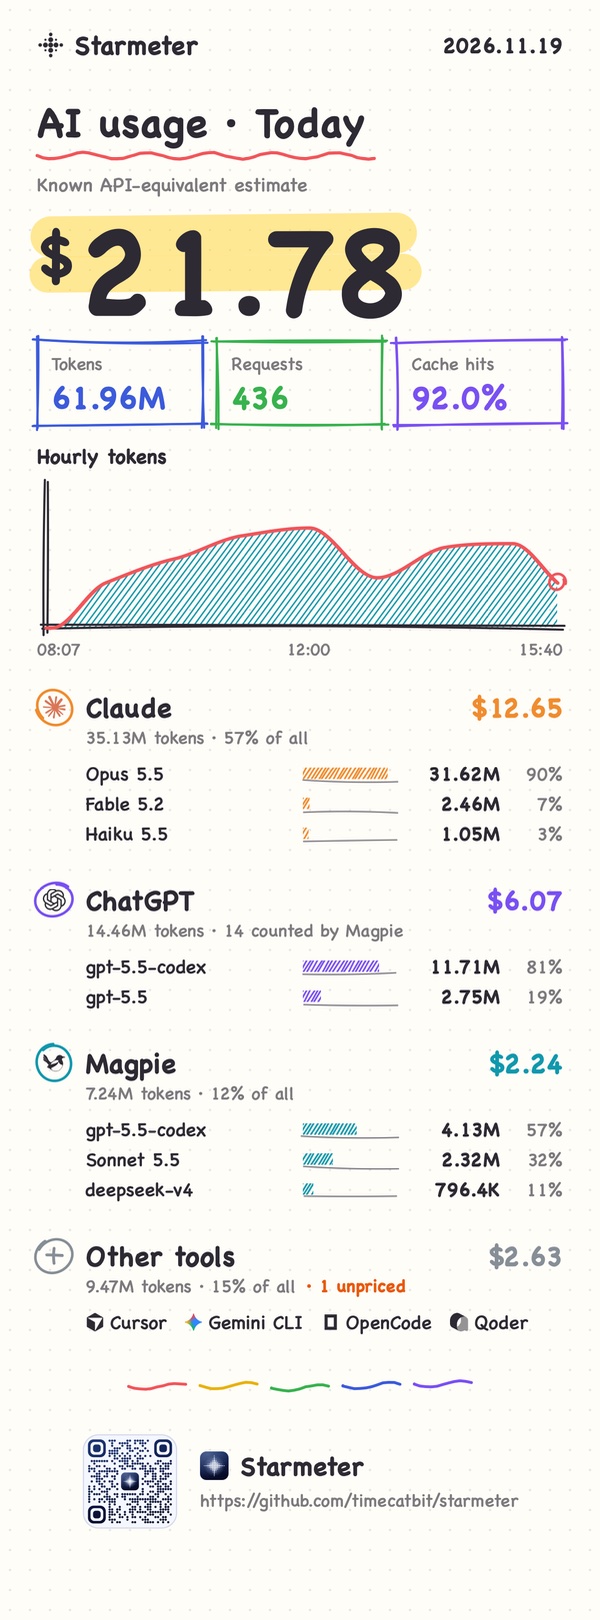 Starmeter 2026.11.19
AI usage · Today
Known API-equivalent estimate
$21.78
Tokens Requests Cache hits
61.96M 436 92.0%
Hourly tokens
08:07 12:00 15:40
Claude $12.65
35.13M tokens · 57% of all
Opus 5.5 31.62M 90%
Fable 5.2 2.46M 7%
Haiku 5.5 1.05M 3%
ChatGPT $6.07
14.46M tokens · 14 counted by Magpie
gpt-5.5-codex 11.71M 81%
gpt-5.5 2.75M 19%
Magpie $2.24
7.24M tokens · 12% of all
gpt-5.5-codex 4.13M 57%
Sonnet 5.5 2.32M 32%
deepseek-v4 796.4K 11%
Other tools $2.63
9.47M tokens · 15% of all · 1 unpriced
Cursor Gemini CLI OpenCode Qoder
Starmeter
https://github.com/timecatbit/starmeter